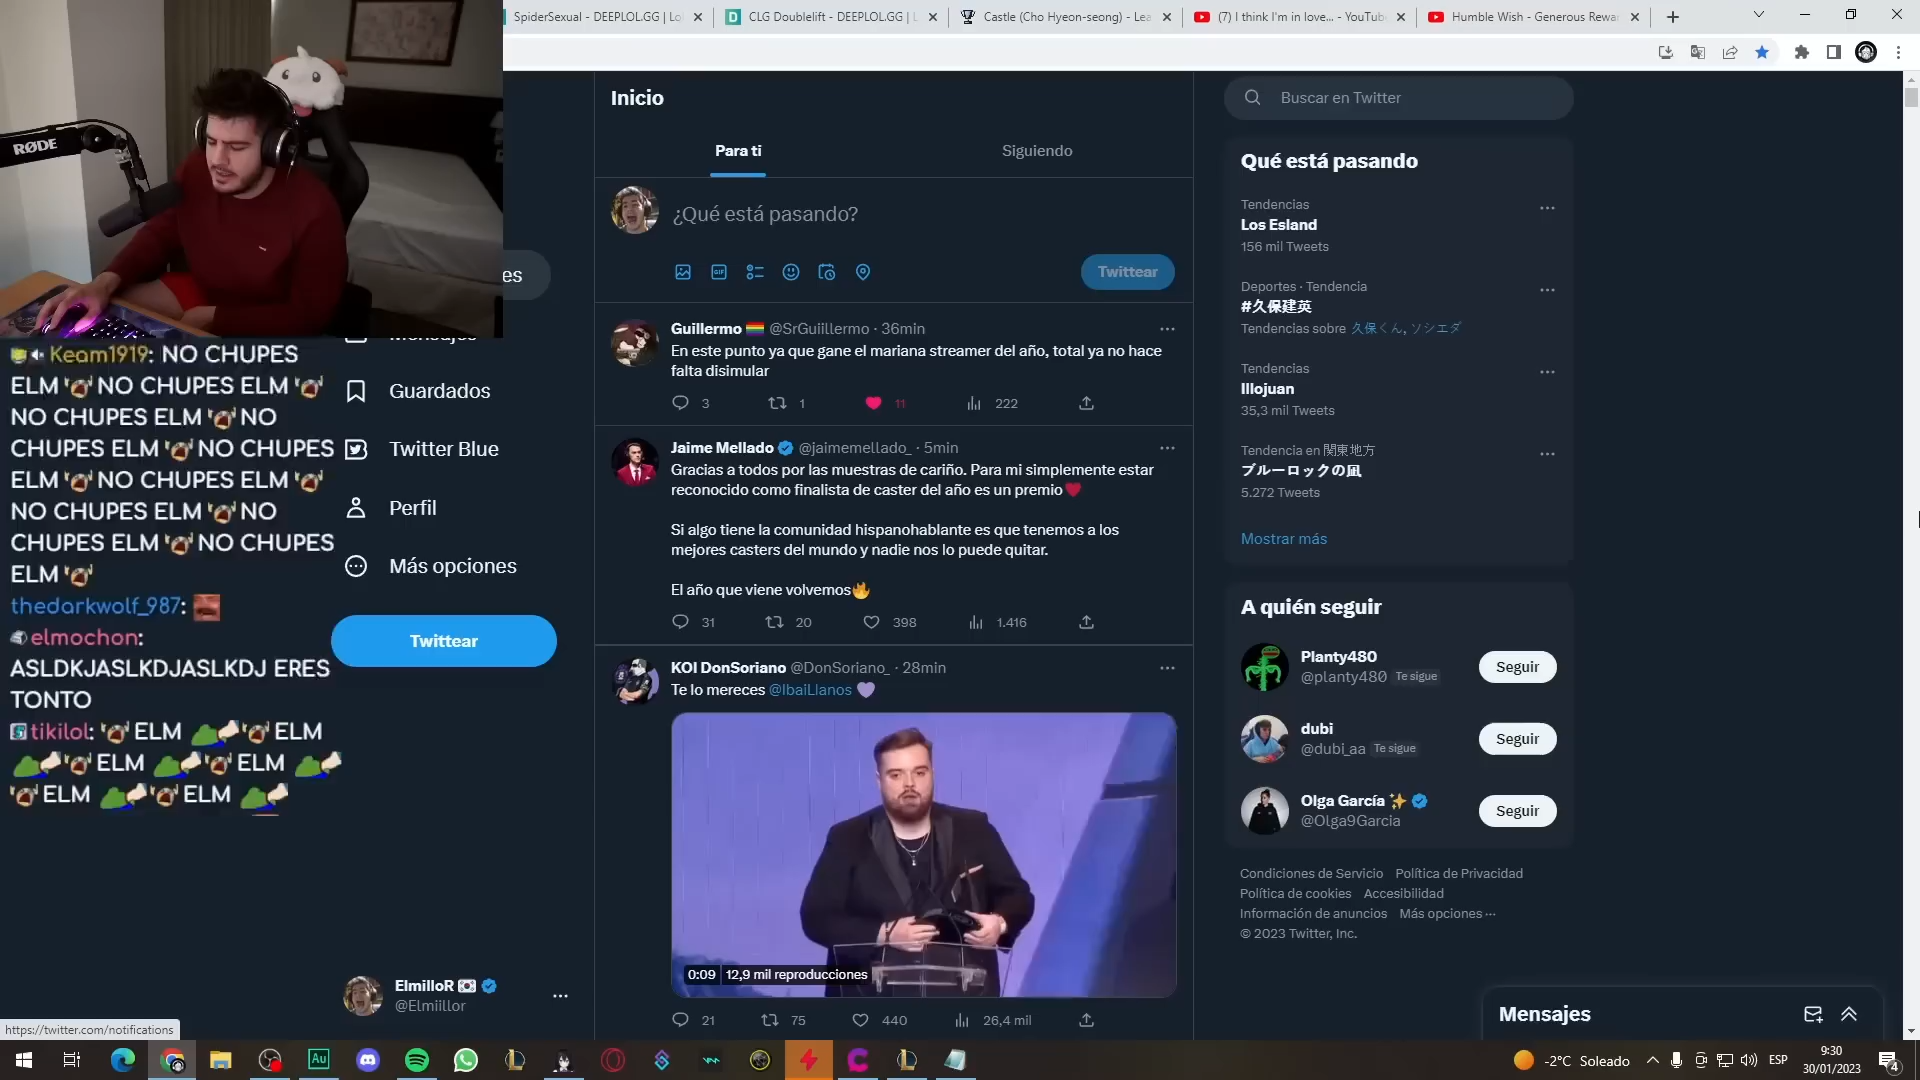 SpiderSexual - DEEPLOL.GG | Lo
CLG Doublelift - DEEPLOL.GG | L
Castle (Cho Hyeon-seong) - Lea
(7) I think I'm in love... - YouTub
Humble Wish - Generous Rewar
RØDE
es
Keam1919: NO CHUPES
ELM NO CHUPES ELM
NO CHUPES ELM NO
CHUPES ELM NO CHUPES
ELM NO CHUPES ELM
NO CHUPES ELM NO
CHUPES ELM NO CHUPES
ELM
thedarkwolf_987:
elmochon:
ASLDKJASLKDJASLKDJ ERES
TONTO
tikilol: ELM ELM
ELM ELM
ELM ELM
Mensajes
Guardados
Twitter Blue
Perfil
Más opciones
Twittear
ElmilloR
@Elmiillor
https://twitter.com/notifications
Inicio
Para ti
Siguiendo
¿Qué está pasando?
GIF
Twittear
Guillermo 🏳️‍🌈 @SrGuiillermo · 36min
En este punto ya que gane el mariana streamer del año, total ya no hace
falta disimular
3 1 11 222
Jaime Mellado @jaimemellado_ · 5min
Gracias a todos por las muestras de cariño. Para mi simplemente estar
reconocido como finalista de caster del año es un premio❤️
Si algo tiene la comunidad hispanohablante es que tenemos a los
mejores casters del mundo y nadie nos lo puede quitar.
El año que viene volvemos🔥
31 20 398 1.416
KOI DonSoriano @DonSoriano_ · 28min
Te lo mereces @IbaiLlanos 💜
0:09 12,9 mil reproducciones
21 75 440 26,4 mil
Buscar en Twitter
Qué está pasando
Tendencias
Los Esland
156 mil Tweets
Deportes · Tendencia
#久保建英
Tendencias sobre 久保くん, ソシエダ
Tendencias
Illojuan
35,3 mil Tweets
Tendencia en 関東地方
ブルーロックの凪
5.272 Tweets
Mostrar más
A quién seguir
Planty480
@planty480 Te sigue
Seguir
dubi
@dubi_aa Te sigue
Seguir
Olga García ✨
@Olga9Garcia
Seguir
Condiciones de Servicio Política de Privacidad
Política de cookies Accesibilidad
Información de anuncios Más opciones ···
© 2023 Twitter, Inc.
Mensajes
Au
-2°C Soleado
ESP
9:30
30/01/2023
4